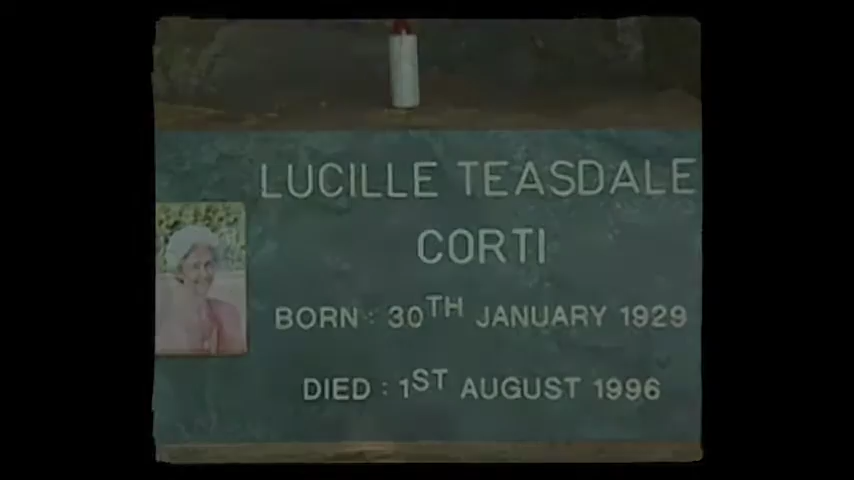 LUCILLE TEASDALE
CORTI
BORN : 30TH JANUARY 1929
DIED : 1ST AUGUST 1996